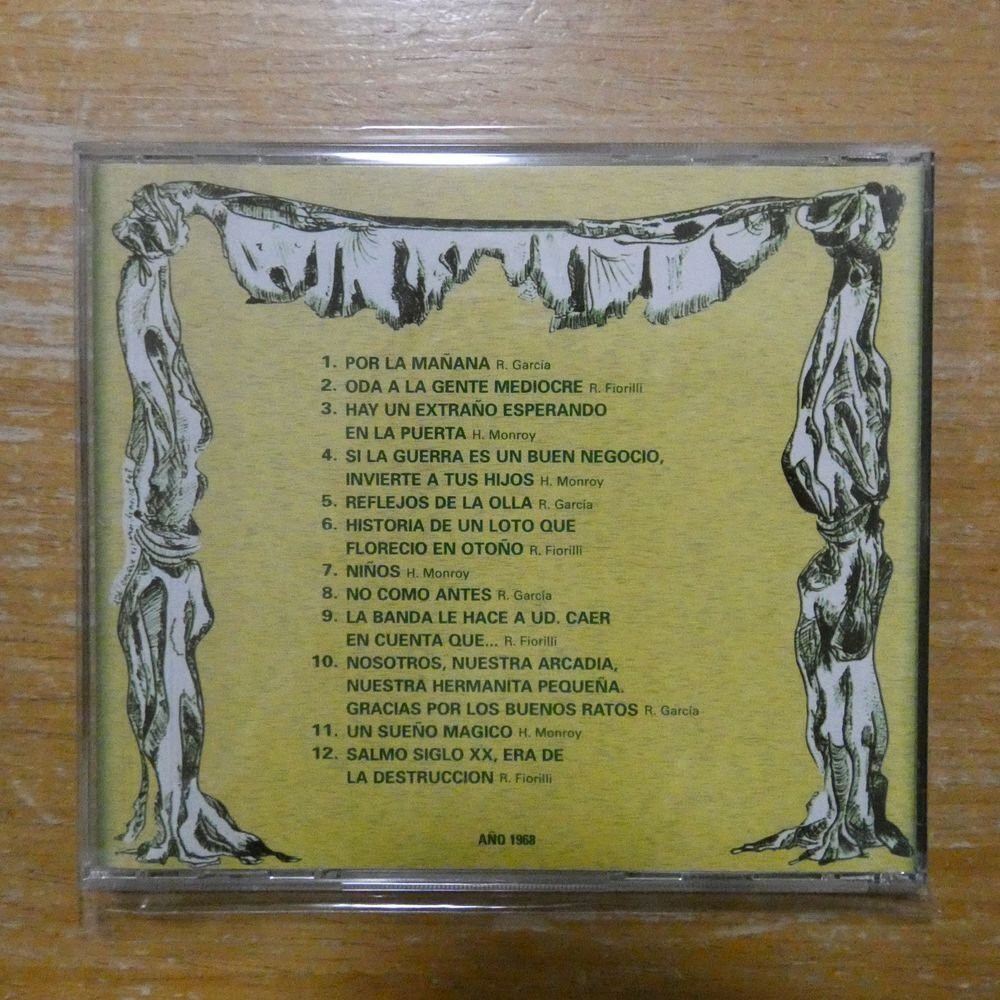 1. POR LA MAÑANA R. García
2. ODA A LA GENTE MEDIOCRE R. Fiorilli
3. HAY UN EXTRAÑO ESPERANDO
EN LA PUERTA H. Monroy
4. SI LA GUERRA ES UN BUEN NEGOCIO,
INVIERTE A TUS HIJOS H. Monroy
5. REFLEJOS DE LA OLLA R. García
6. HISTORIA DE UN LOTO QUE
FLORECIO EN OTOÑO R. Fiorilli
7. NIÑOS H. Monroy
8. NO COMO ANTES R. García
9. LA BANDA LE HACE A UD. CAER
EN CUENTA QUE... R. Fiorilli
10. NOSOTROS, NUESTRA ARCADIA,
NUESTRA HERMANITA PEQUEÑA.
GRACIAS POR LOS BUENOS RATOS R. García
11. UN SUEÑO MAGICO H. Monroy
12. SALMO SIGLO XX, ERA DE
LA DESTRUCCION R. Fiorilli
AÑO 1968